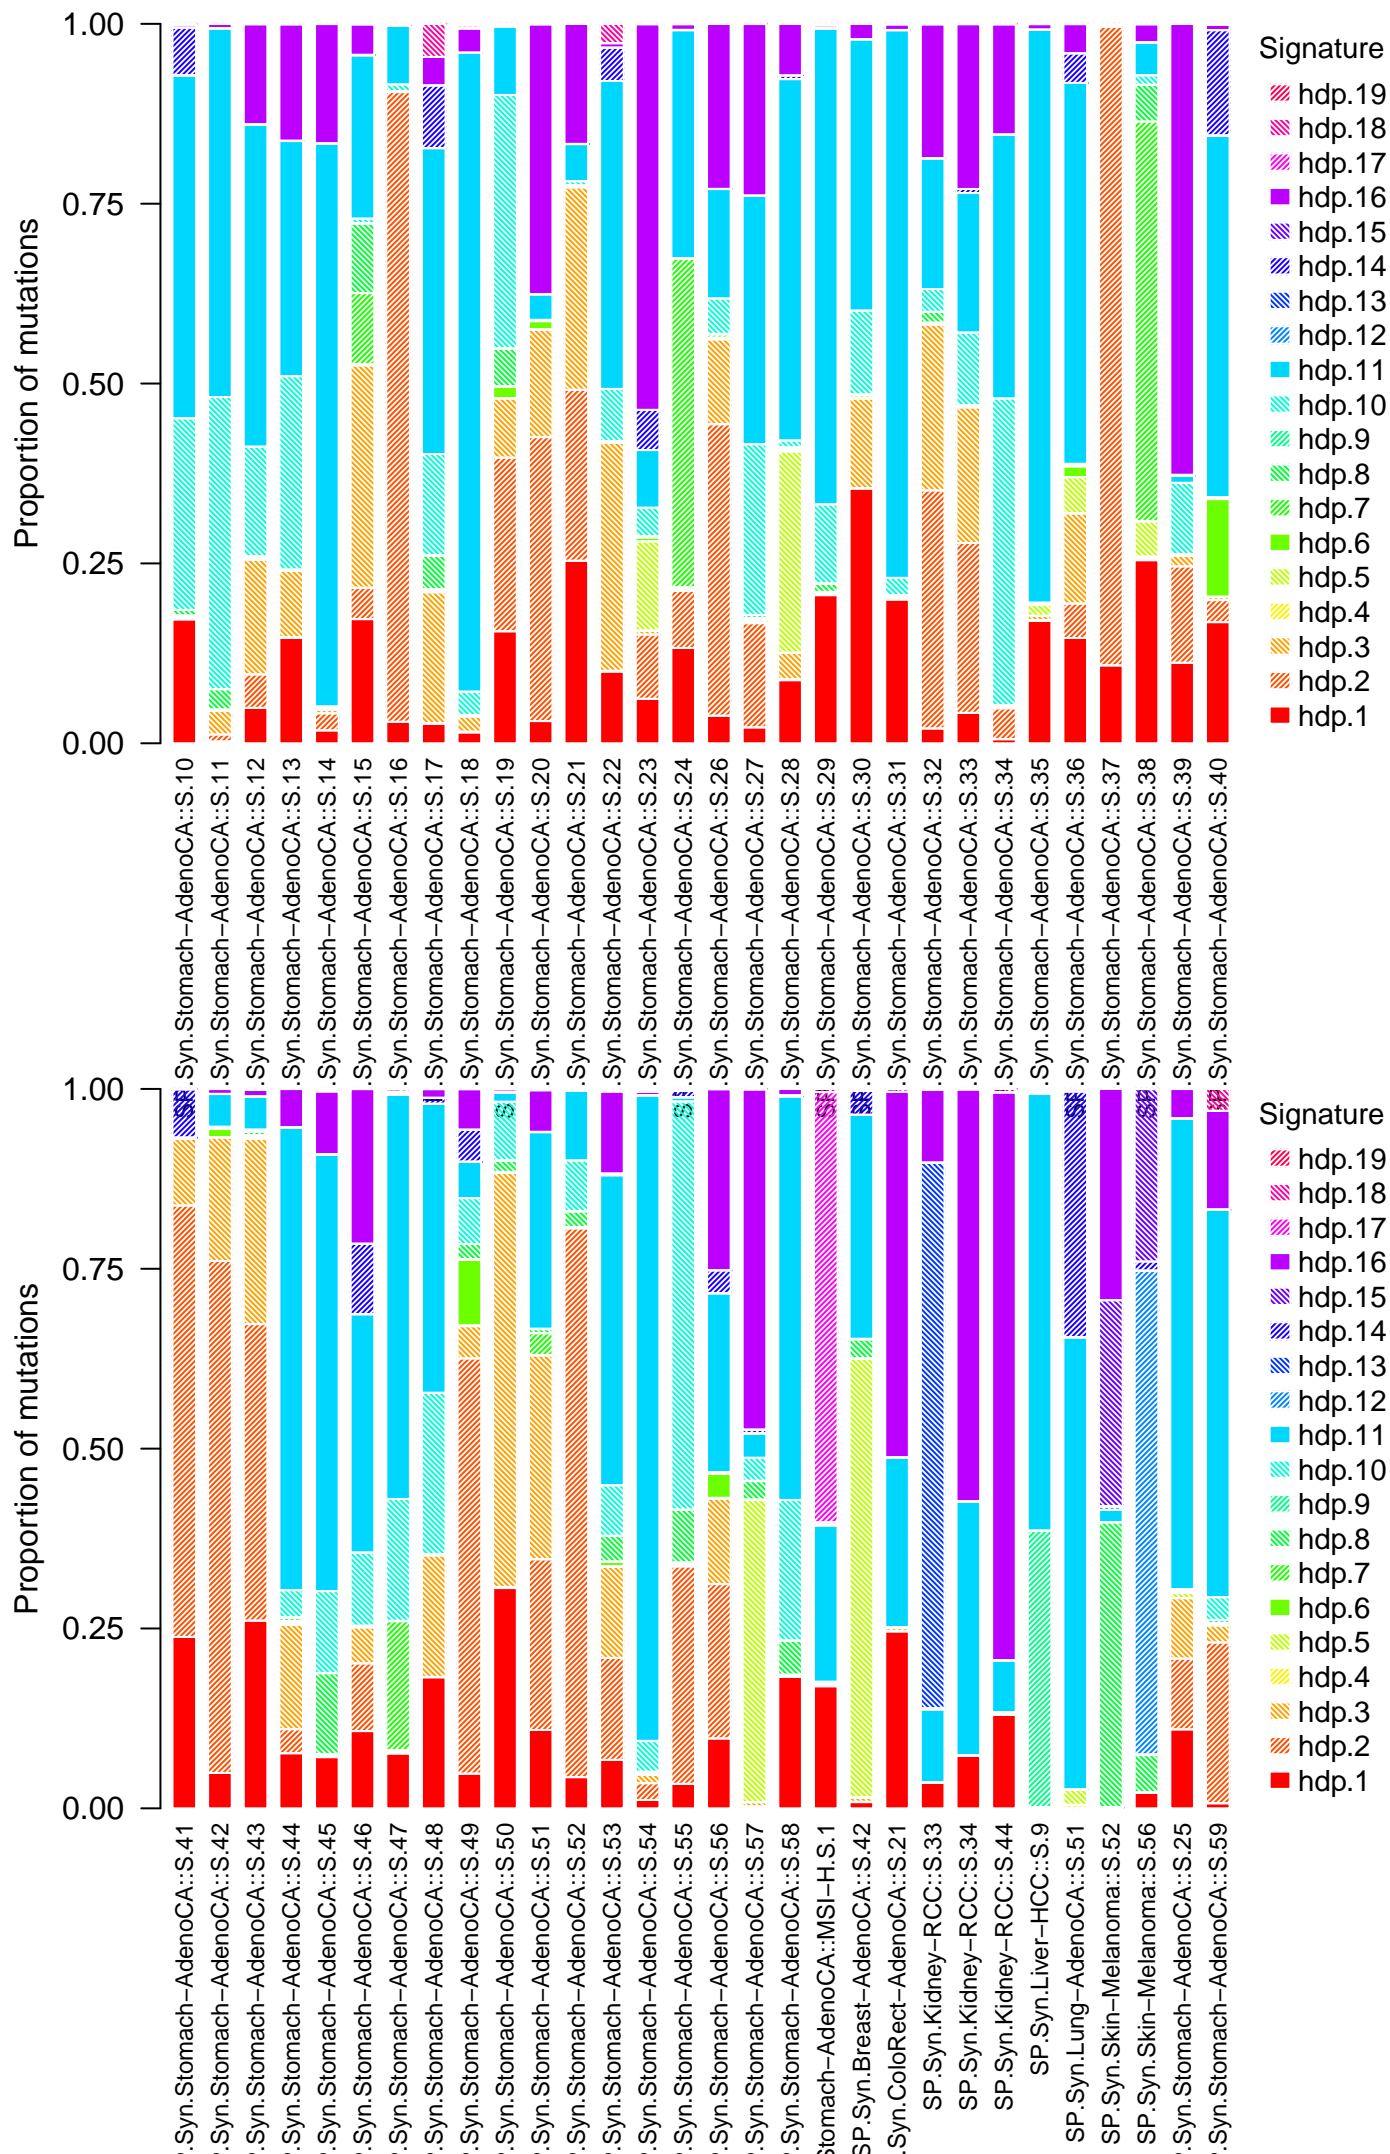 Proportion of mutations
1.00
0.75
0.50
0.25
0.00
.Syn.Stomach−AdenoCA::S.10
.Syn.Stomach−AdenoCA::S.11
.Syn.Stomach−AdenoCA::S.12
.Syn.Stomach−AdenoCA::S.13
.Syn.Stomach−AdenoCA::S.14
.Syn.Stomach−AdenoCA::S.15
.Syn.Stomach−AdenoCA::S.16
.Syn.Stomach−AdenoCA::S.17
.Syn.Stomach−AdenoCA::S.18
.Syn.Stomach−AdenoCA::S.19
.Syn.Stomach−AdenoCA::S.20
.Syn.Stomach−AdenoCA::S.21
.Syn.Stomach−AdenoCA::S.22
.Syn.Stomach−AdenoCA::S.23
.Syn.Stomach−AdenoCA::S.24
.Syn.Stomach−AdenoCA::S.26
.Syn.Stomach−AdenoCA::S.27
.Syn.Stomach−AdenoCA::S.28
.Syn.Stomach−AdenoCA::S.29
.Syn.Stomach−AdenoCA::S.30
.Syn.Stomach−AdenoCA::S.31
.Syn.Stomach−AdenoCA::S.32
.Syn.Stomach−AdenoCA::S.33
.Syn.Stomach−AdenoCA::S.34
.Syn.Stomach−AdenoCA::S.35
.Syn.Stomach−AdenoCA::S.36
.Syn.Stomach−AdenoCA::S.37
.Syn.Stomach−AdenoCA::S.38
.Syn.Stomach−AdenoCA::S.39
.Syn.Stomach−AdenoCA::S.40
Signature
hdp.19
hdp.18
hdp.17
hdp.16
hdp.15
hdp.14
hdp.13
hdp.12
hdp.11
hdp.10
hdp.9
hdp.8
hdp.7
hdp.6
hdp.5
hdp.4
hdp.3
hdp.2
hdp.1
Proportion of mutations
1.00
0.75
0.50
0.25
0.00
.Syn.Stomach−AdenoCA::S.41
.Syn.Stomach−AdenoCA::S.42
.Syn.Stomach−AdenoCA::S.43
.Syn.Stomach−AdenoCA::S.44
.Syn.Stomach−AdenoCA::S.45
.Syn.Stomach−AdenoCA::S.46
.Syn.Stomach−AdenoCA::S.47
.Syn.Stomach−AdenoCA::S.48
.Syn.Stomach−AdenoCA::S.49
.Syn.Stomach−AdenoCA::S.50
.Syn.Stomach−AdenoCA::S.51
.Syn.Stomach−AdenoCA::S.52
.Syn.Stomach−AdenoCA::S.53
.Syn.Stomach−AdenoCA::S.54
.Syn.Stomach−AdenoCA::S.55
.Syn.Stomach−AdenoCA::S.56
.Syn.Stomach−AdenoCA::S.57
.Syn.Stomach−AdenoCA::S.58
Stomach−AdenoCA::MSI−H.S.1
SP.Syn.Breast−AdenoCA::S.42
.Syn.ColoRect−AdenoCA::S.21
SP.Syn.Kidney−RCC::S.33
SP.Syn.Kidney−RCC::S.34
SP.Syn.Kidney−RCC::S.44
SP.Syn.Liver−HCC::S.9
SP.Syn.Lung−AdenoCA::S.51
SP.Syn.Skin−Melanoma::S.52
SP.Syn.Skin−Melanoma::S.56
.Syn.Stomach−AdenoCA::S.25
.Syn.Stomach−AdenoCA::S.59
Signature
hdp.19
hdp.18
hdp.17
hdp.16
hdp.15
hdp.14
hdp.13
hdp.12
hdp.11
hdp.10
hdp.9
hdp.8
hdp.7
hdp.6
hdp.5
hdp.4
hdp.3
hdp.2
hdp.1